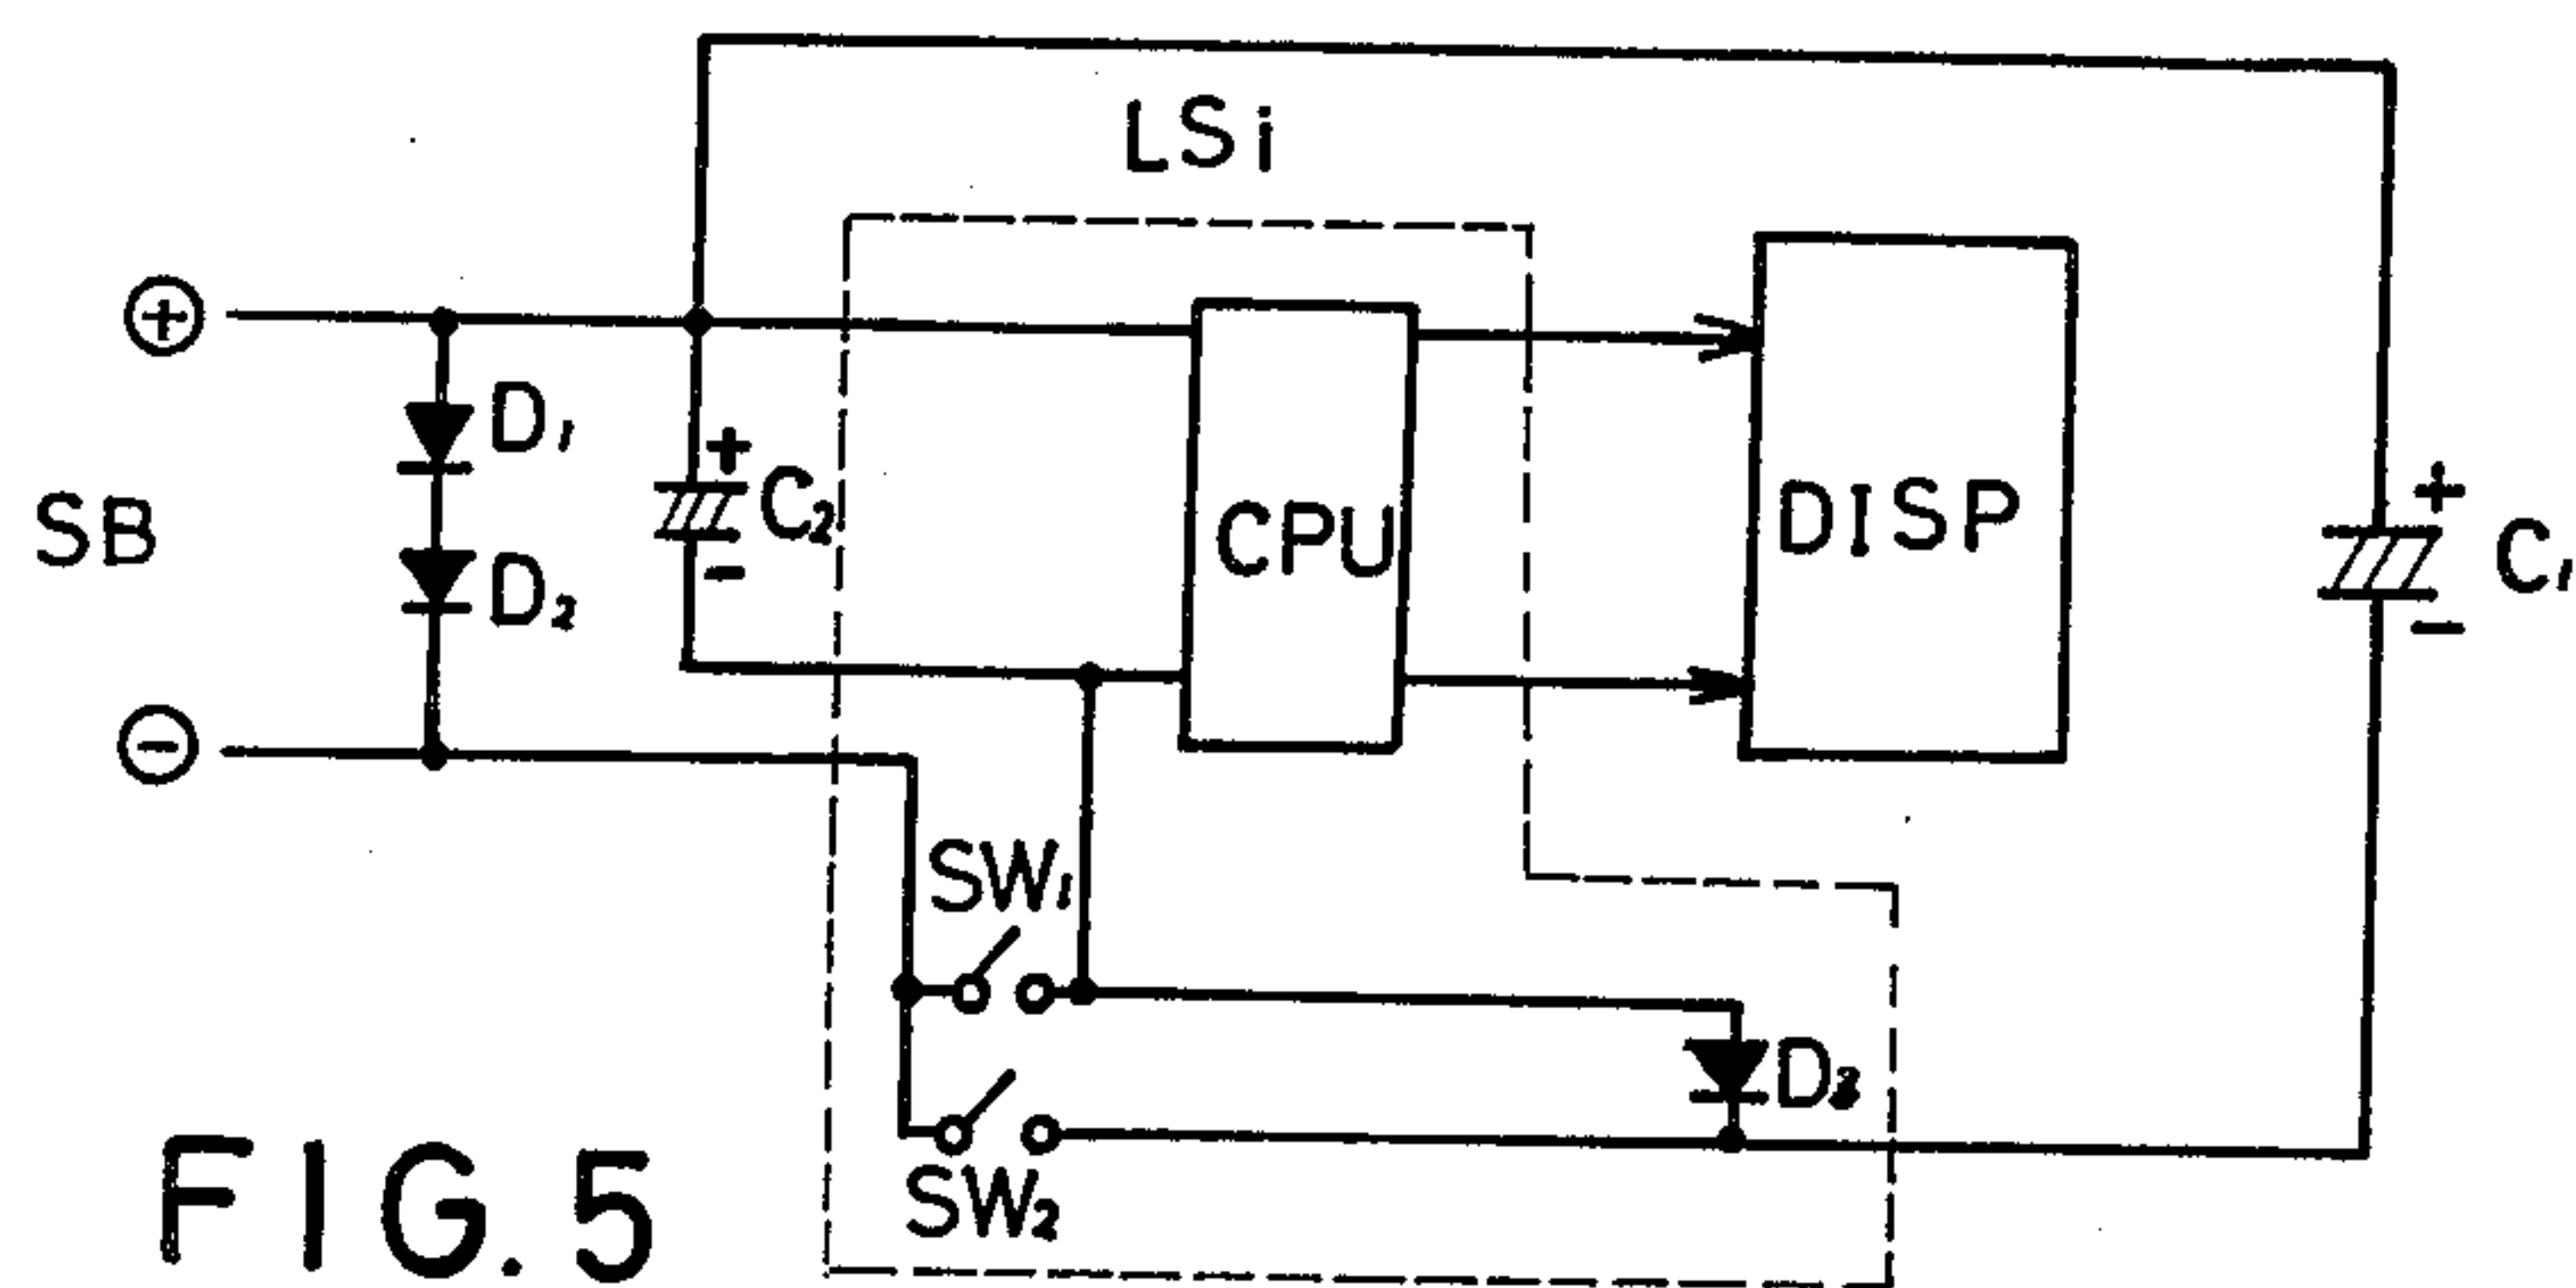 LSi
⊕
D₁
+
C₂
-
SB
CPU
DISP
+
C₁
-
D₂
⊖
SW₁
D₃
SW₂
FIG. 5